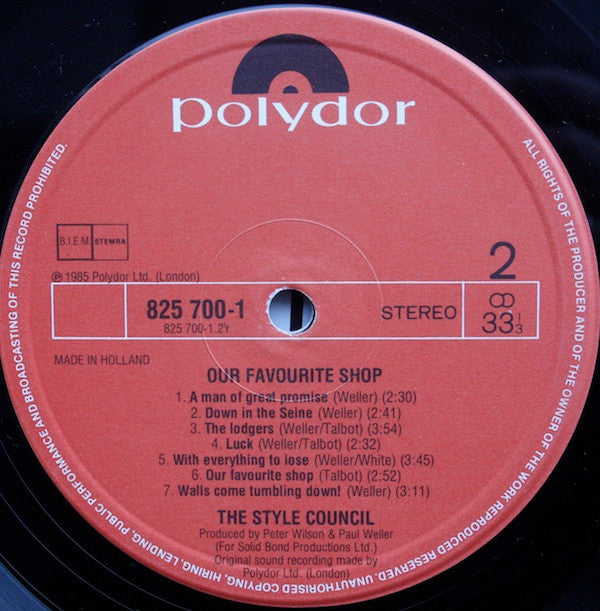 polydor
ALL RIGHTS OF THE PRODUCER AND OF THE OWNER OF THE WORK REPRODUCED RESERVED. UNAUTHORISED COPYING, HIRING, LENDING, PUBLIC PERFORMANCE AND BROADCASTING OF THIS RECORD PROHIBITED.
B.I.E.M. STEMRA
℗ 1985 Polydor Ltd. (London)
2
825 700-1
825 700-1.2Y
STEREO
33 1/3
MADE IN HOLLAND
OUR FAVOURITE SHOP
1. A man of great promise (Weller) (2:30)
2. Down in the Seine (Weller) (2:41)
3. The lodgers (Weller/Talbot) (3:54)
4. Luck (Weller/Talbot) (2:32)
5. With everything to lose (Weller/White) (3:45)
6. Our favourite shop (Talbot) (2:52)
7. Walls come tumbling down! (Weller) (3:11)
THE STYLE COUNCIL
Produced by Peter Wilson & Paul Weller
(For Solid Bond Productions Ltd.)
Original sound recording made by
Polydor Ltd. (London)